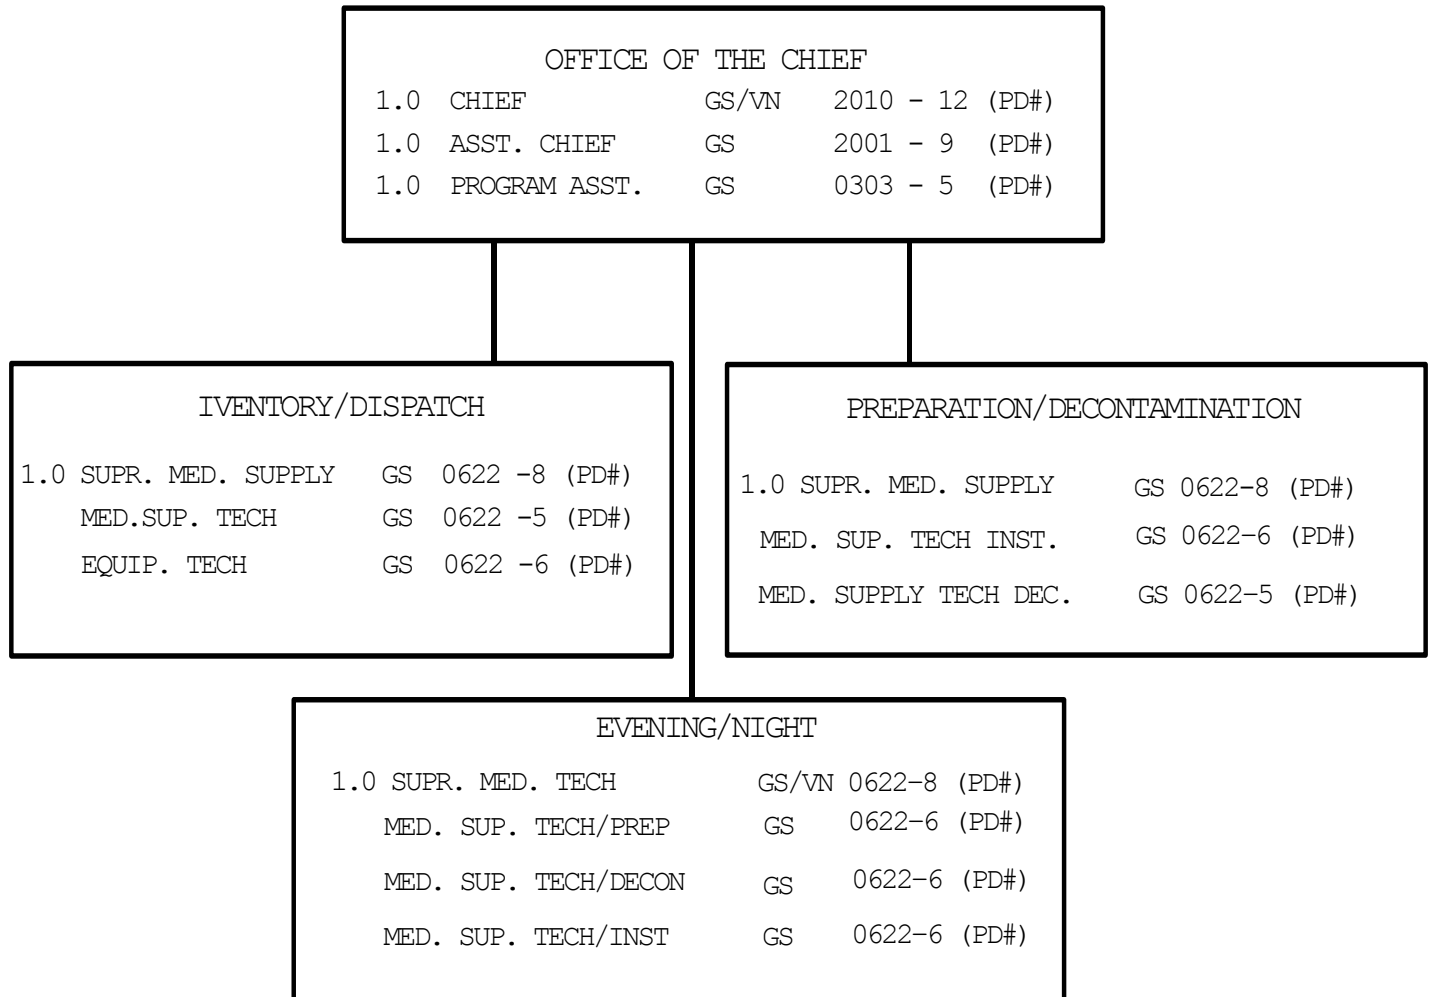 OFFICE OF THE CHIEF
1.0 CHIEF GS/VN 2010 - 12 (PD#)
1.0 ASST. CHIEF GS 2001 - 9 (PD#)
1.0 PROGRAM ASST. GS 0303 - 5 (PD#)
IVENTORY/DISPATCH
1.0 SUPR. MED. SUPPLY GS 0622 -8 (PD#)
MED.SUP. TECH GS 0622 -5 (PD#)
EQUIP. TECH GS 0622 -6 (PD#)
PREPARATION/DECONTAMINATION
1.0 SUPR. MED. SUPPLY GS 0622-8 (PD#)
MED. SUP. TECH INST. GS 0622-6 (PD#)
MED. SUPPLY TECH DEC. GS 0622-5 (PD#)
EVENING/NIGHT
1.0 SUPR. MED. TECH GS/VN 0622-8 (PD#)
MED. SUP. TECH/PREP GS 0622-6 (PD#)
MED. SUP. TECH/DECON GS 0622-6 (PD#)
MED. SUP. TECH/INST GS 0622-6 (PD#)